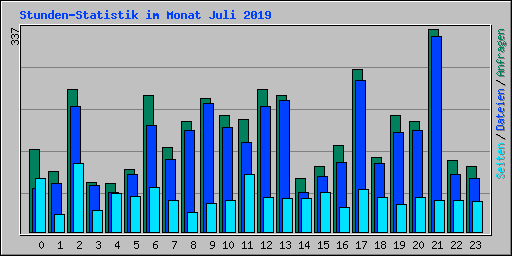 Stunden-Statistik im Monat Juli 2019
337
0 1 2 3 4 5 6 7 8 9 10 11 12 13 14 15 16 17 18 19 20 21 22 23
Seiten / Dateien / Anfragen